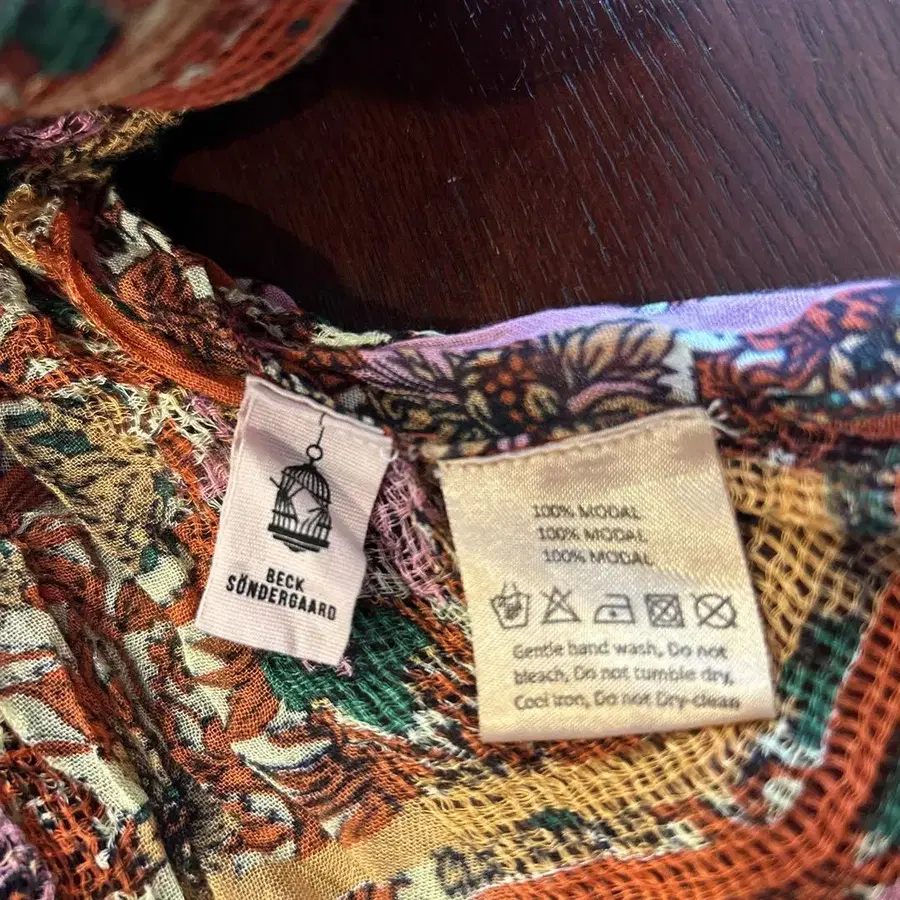 BECK
SÖNDERGAARD
100% MODAL
100% MODAL
100% MODAL
Gentle hand wash, Do not
bleach, Do not tumble dry,
Cool iron, Do not Dry-clean